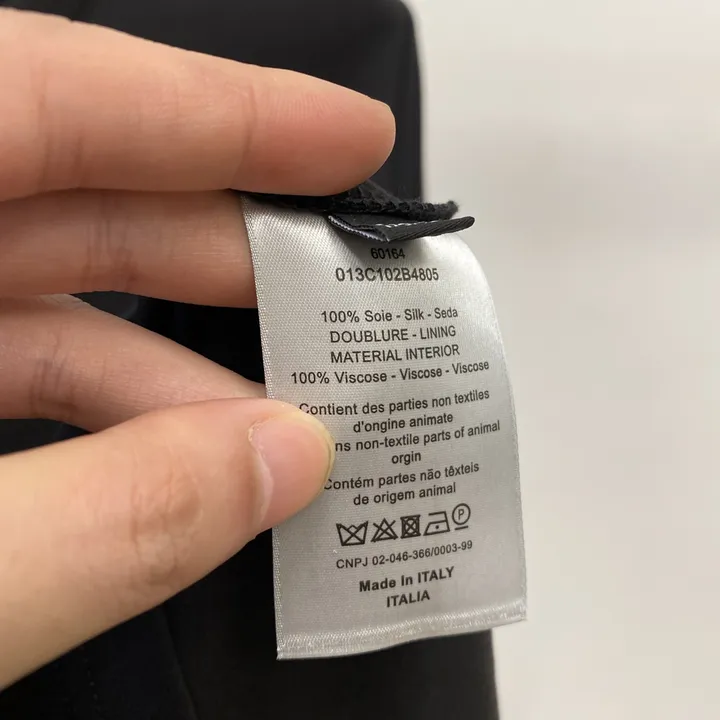 60164
013C102B4805
100% Soie - Silk - Seda
DOUBLURE - LINING
MATERIAL INTERIOR
100% Viscose - Viscose - Viscose
Contient des parties non textiles
d'ongine animate
ns non-textile parts of animal
orgin
Contém partes não têxteis
de origem animal
P
CNPJ 02-046-366/0003-99
Made In ITALY
ITALIA